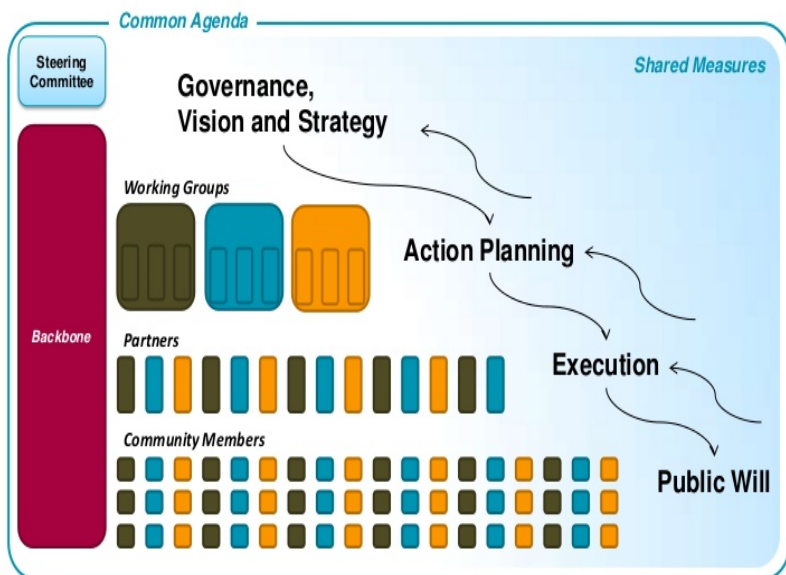 Common Agenda
Steering
Committee
Shared Measures
Governance,
Vision and Strategy
Working Groups
Action Planning
Backbone
Partners
Execution
Community Members
Public Will